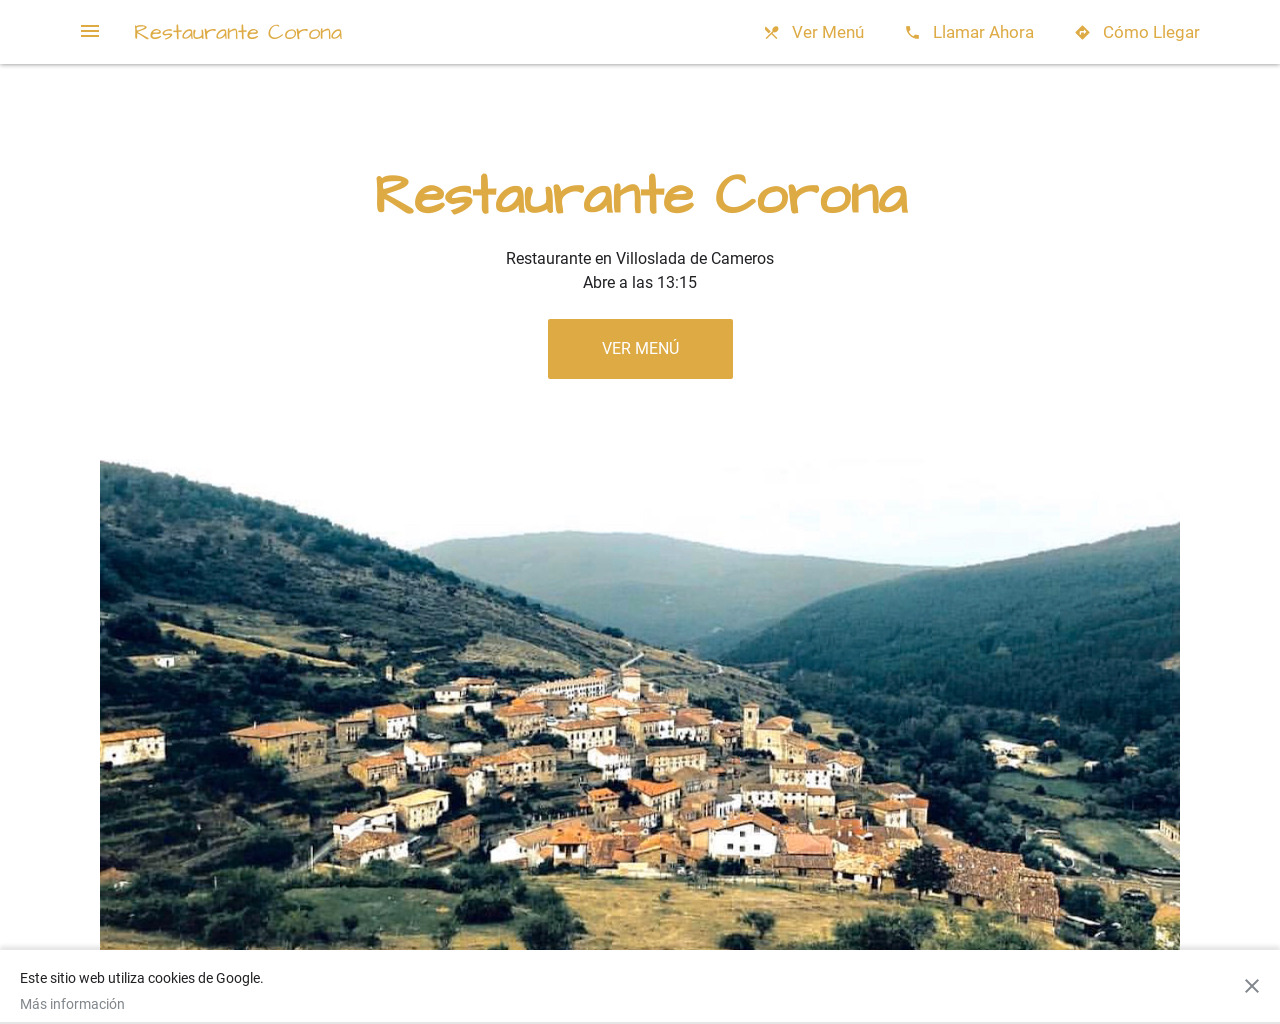 Restaurante Corona
Ver Menú
Llamar Ahora
Cómo Llegar
Restaurante Corona
Restaurante en Villoslada de Cameros
Abre a las 13:15
VER MENÚ
Este sitio web utiliza cookies de Google.
Más información